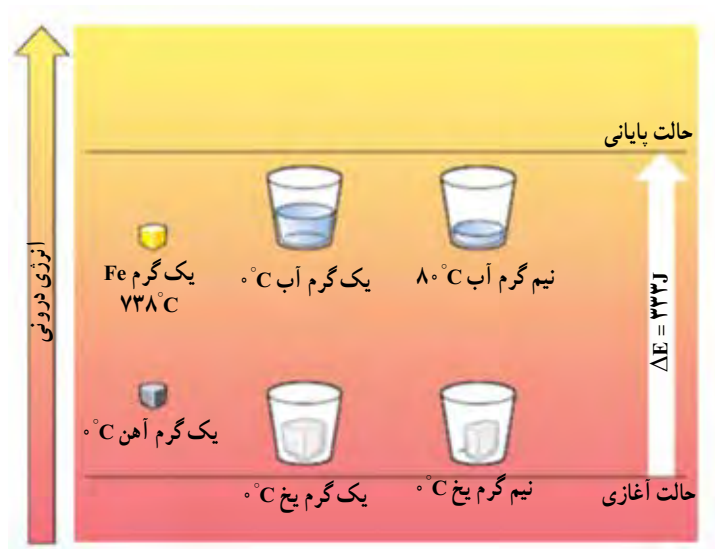 حالت پایانی
نیم گرم آب ۸۰°C
یک گرم آب ۰°C
یک گرم Fe
۷۳۸°C
انرژی درونی
ΔE = ۳۳۳J
یک گرم آهن ۰°C
نیم گرم یخ ۰°C
یک گرم یخ ۰°C
حالت آغازی